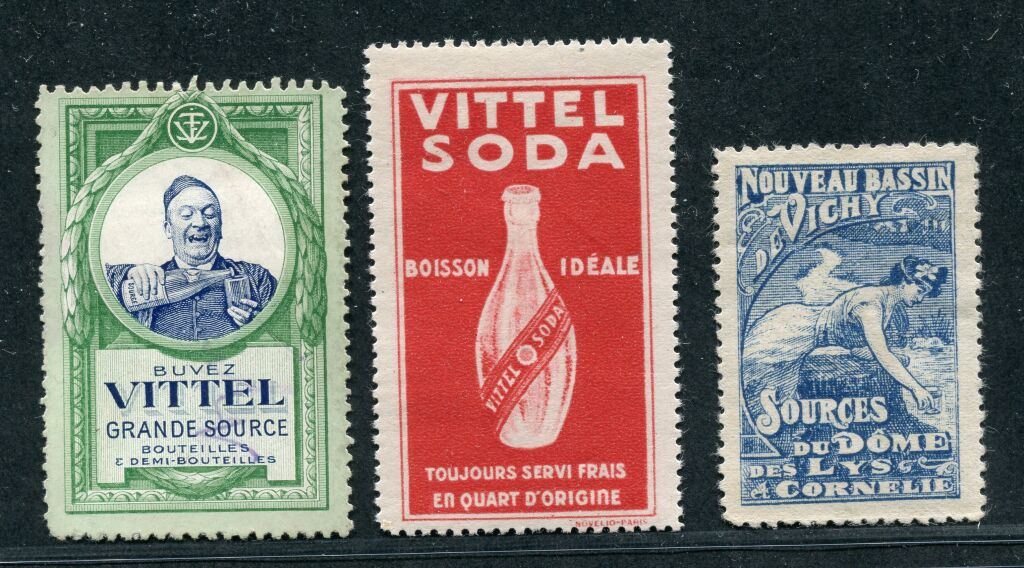 BUVEZ
VITTEL
GRANDE SOURCE
BOUTEILLES
& DEMI-BOUTEILLES
VITTEL
SODA
BOISSON IDÉALE
VITTEL SODA
TOUJOURS SERVI FRAIS
EN QUART D'ORIGINE
NOVELIO-PARIS
NOUVEAU BASSIN
DE VICHY
SOURCES
DU DÔME
DES LYS
et CORNELIE